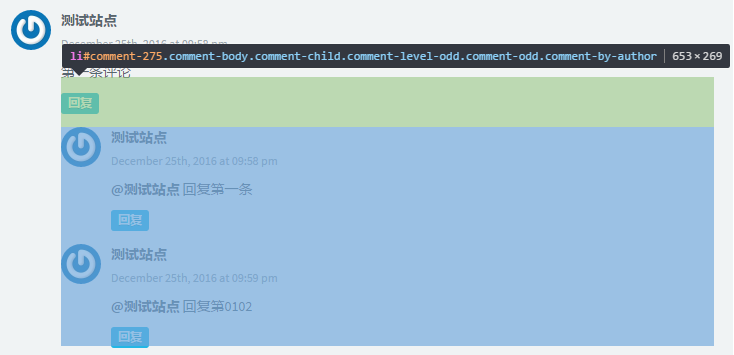 测试站点
December 25th, 2016 at 09:58 pm
li#comment-275.comment-body.comment-child.comment-level-odd.comment-odd.comment-by-author 653 × 269
第一条评论
回复
测试站点
December 25th, 2016 at 09:58 pm
@测试站点 回复第一条
回复
测试站点
December 25th, 2016 at 09:59 pm
@测试站点 回复第0102
回复